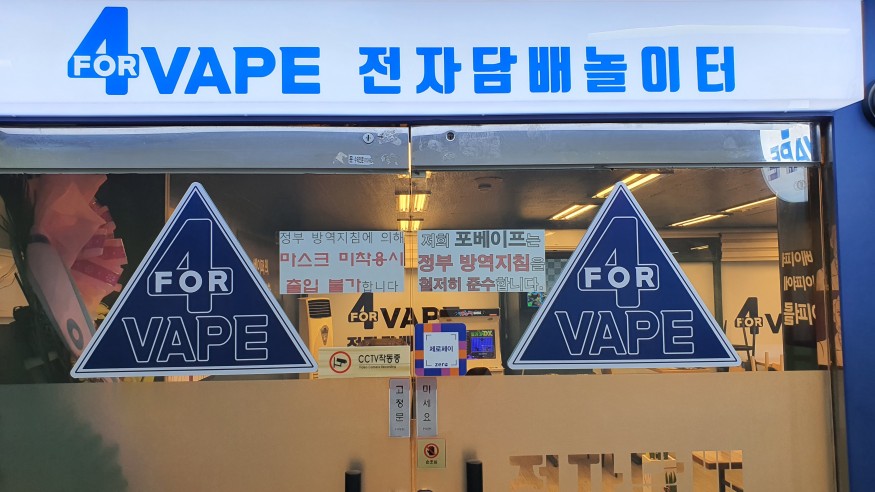 4 FOR VAPE 전자담배놀이터
4
FOR
VAPE
정부 방역지침에 의해
마스크 미착용시
출입 불가합니다
저희 포베이프는
정부 방역지침을
철저히 준수합니다.
4
FOR
VAPE
4 FOR VAPE
4 FOR V
CCTV작동중
제로페이
zero
고정문
미세요